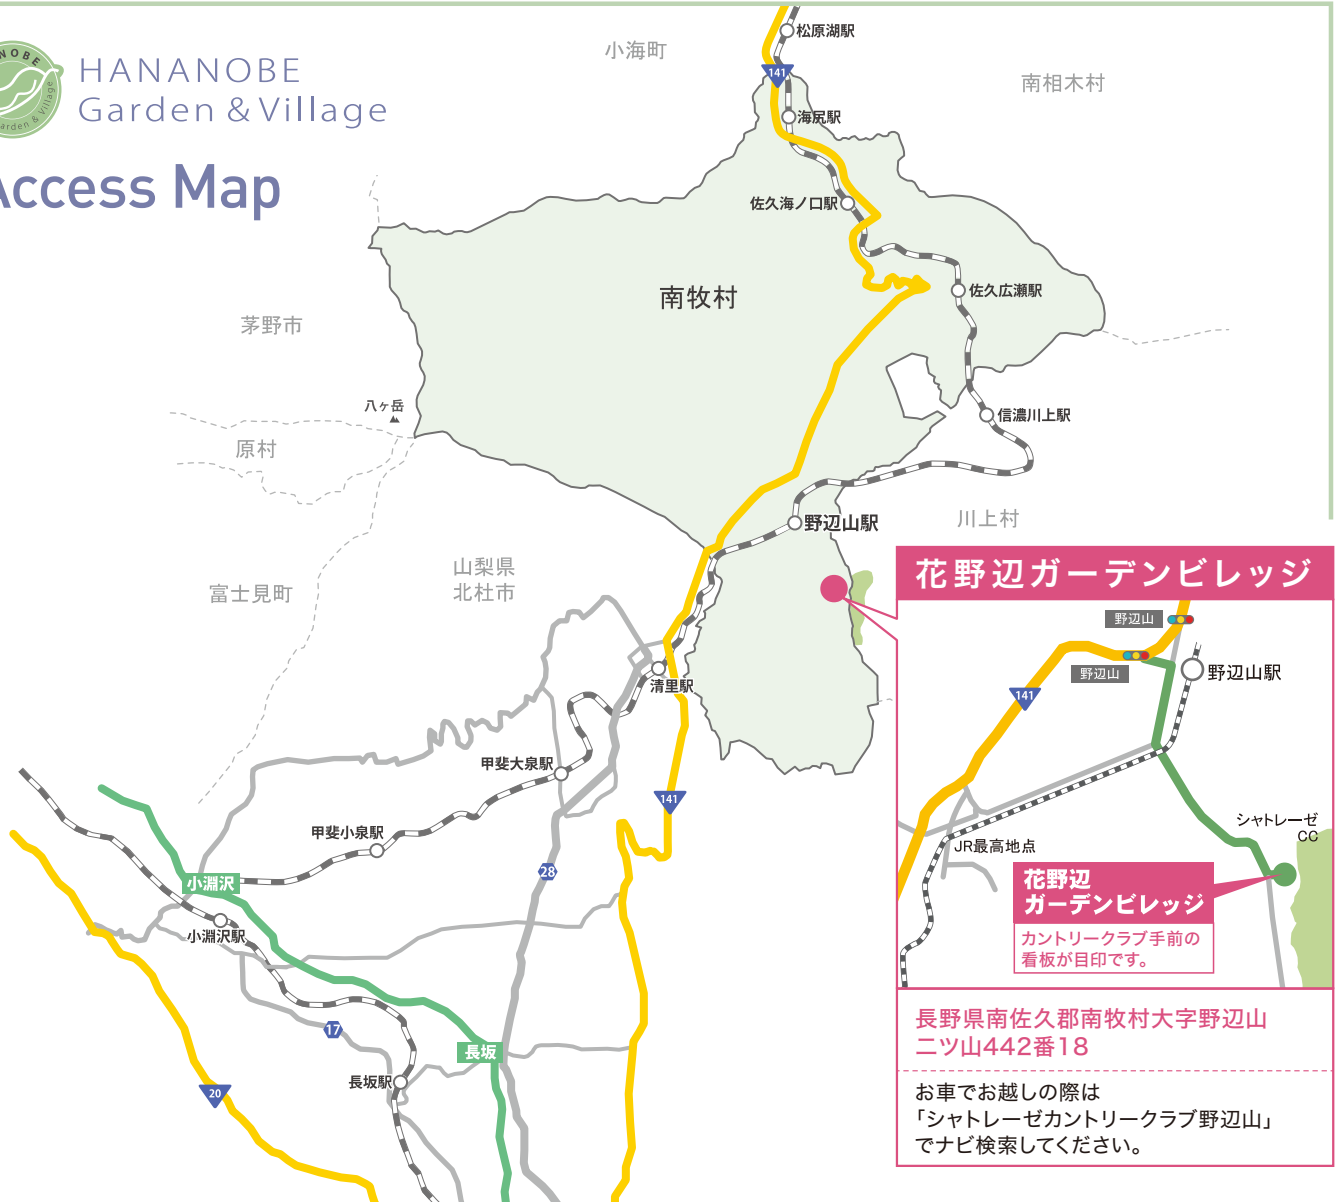 NOBE
arden & Village
HANANOBE
Garden & Village
Access Map
小海町
松原湖駅
141
南相木村
海尻駅
佐久海ノ口駅
佐久広瀬駅
南牧村
茅野市
八ヶ岳
原村
信濃川上駅
野辺山駅
川上村
山梨県
北杜市
富士見町
清里駅
甲斐大泉駅
141
甲斐小泉駅
28
小淵沢
小淵沢駅
17
長坂
長坂駅
20
花野辺ガーデンビレッジ
野辺山
野辺山
野辺山駅
141
シャトレーゼ
CC
JR最高地点
花野辺
ガーデンビレッジ
カントリークラブ手前の
看板が目印です。
長野県南佐久郡南牧村大字野辺山
二ツ山442番18
お車でお越しの際は
「シャトレーゼカントリークラブ野辺山」
でナビ検索してください。